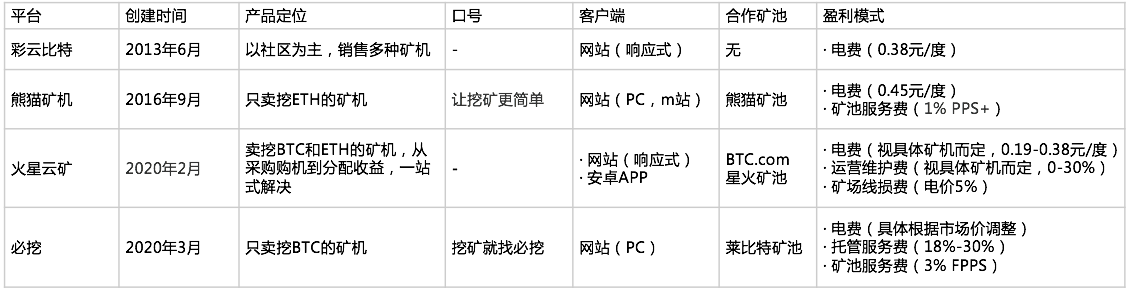 平台 创建时间 产品定位 口号 客户端 合作矿池 盈利模式
彩云比特 2013年6月 以社区为主，销售多种矿机 - 网站（响应式） 无 · 电费（0.38元/度）
熊猫矿机 2016年9月 只卖挖ETH的矿机 让挖矿更简单 网站（PC，m站） 熊猫矿池 · 电费（0.45元/度）
· 矿池服务费（1% PPS+）
火星云矿 2020年2月 卖挖BTC和ETH的矿机，从
采购购机到分配收益，一站
式解决 - · 网站（响应式）
· 安卓APP BTC.com
星火矿池 · 电费（视具体矿机而定，0.19-0.38元/度）
· 运营维护费（视具体矿机而定，0-30%）
· 矿场线损费（电价5%）
必挖 2020年3月 只卖挖BTC的矿机 挖矿就找必挖 网站（PC） 莱比特矿池 · 电费（具体根据市场价调整）
· 托管服务费（18%-30%）
· 矿池服务费（3% FPPS）